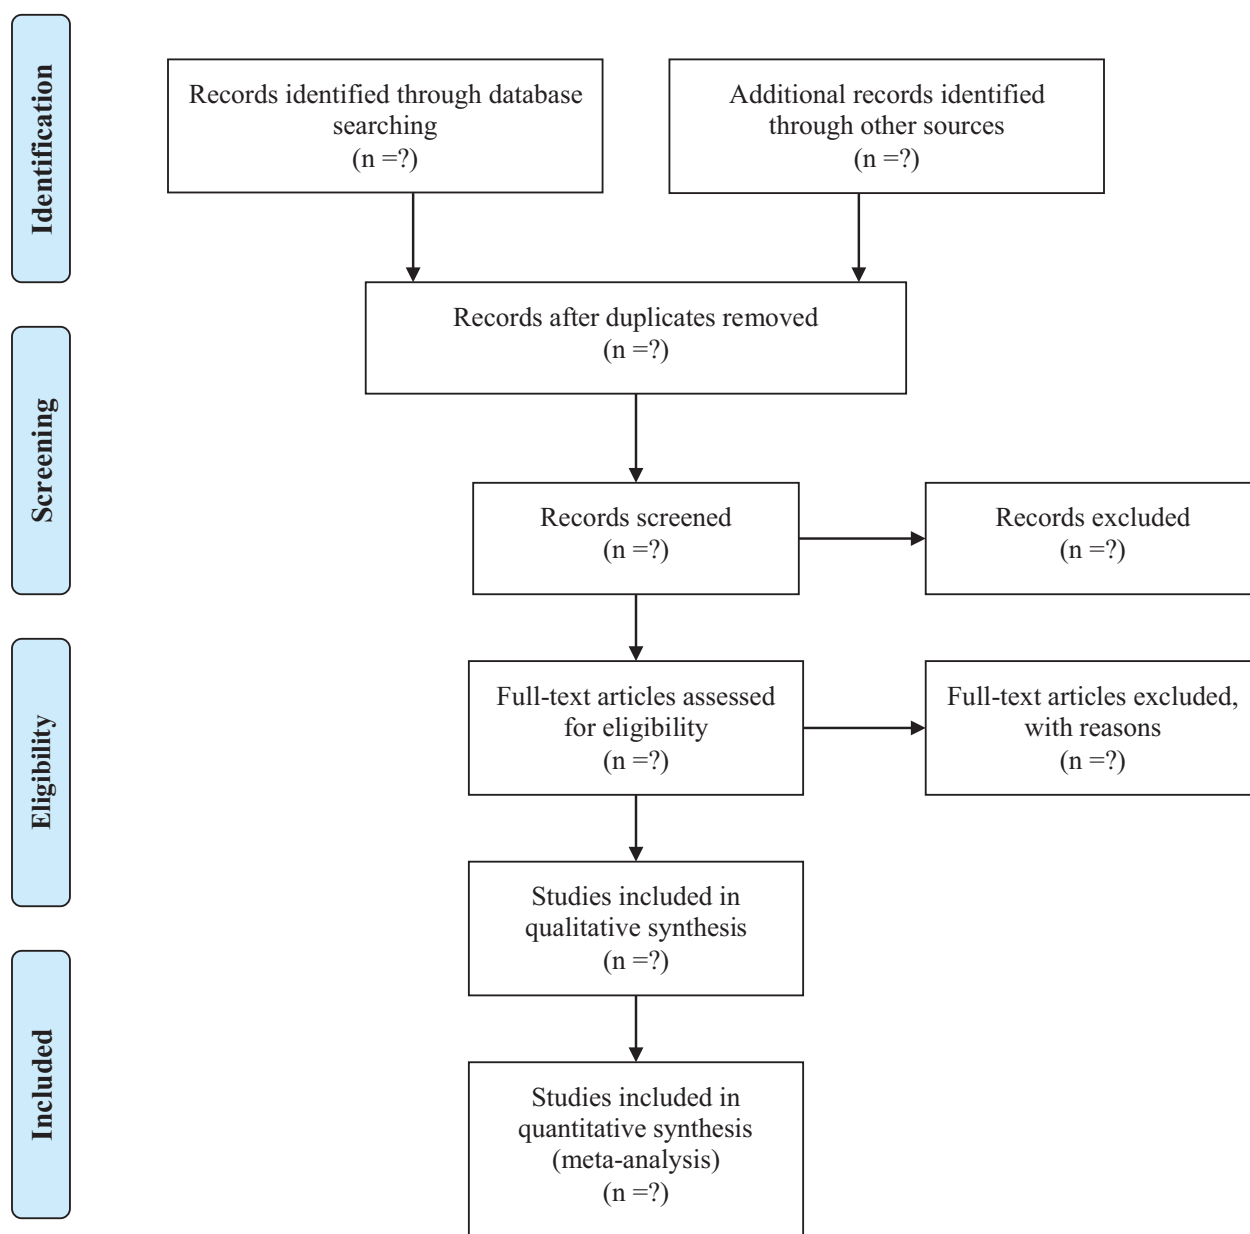 Identification
Records identified through database
searching
(n =?)
Additional records identified
through other sources
(n =?)
Records after duplicates removed
(n =?)
Screening
Records screened
(n =?)
Records excluded
(n =?)
Eligibility
Full-text articles assessed
for eligibility
(n =?)
Full-text articles excluded,
with reasons
(n =?)
Studies included in
qualitative synthesis
(n =?)
Included
Studies included in
quantitative synthesis
(meta-analysis)
(n =?)